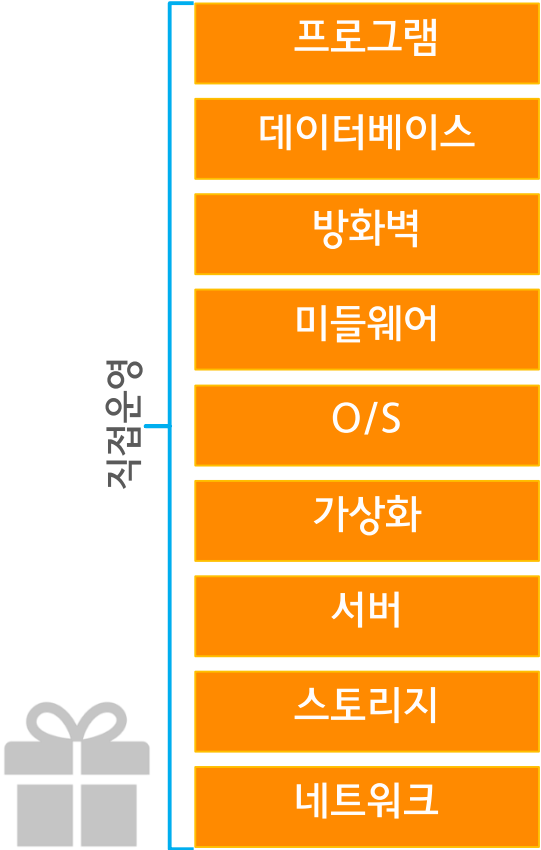 프로그램
데이터베이스
방화벽
미들웨어
직접운영
O/S
가상화
서버
스토리지
네트워크